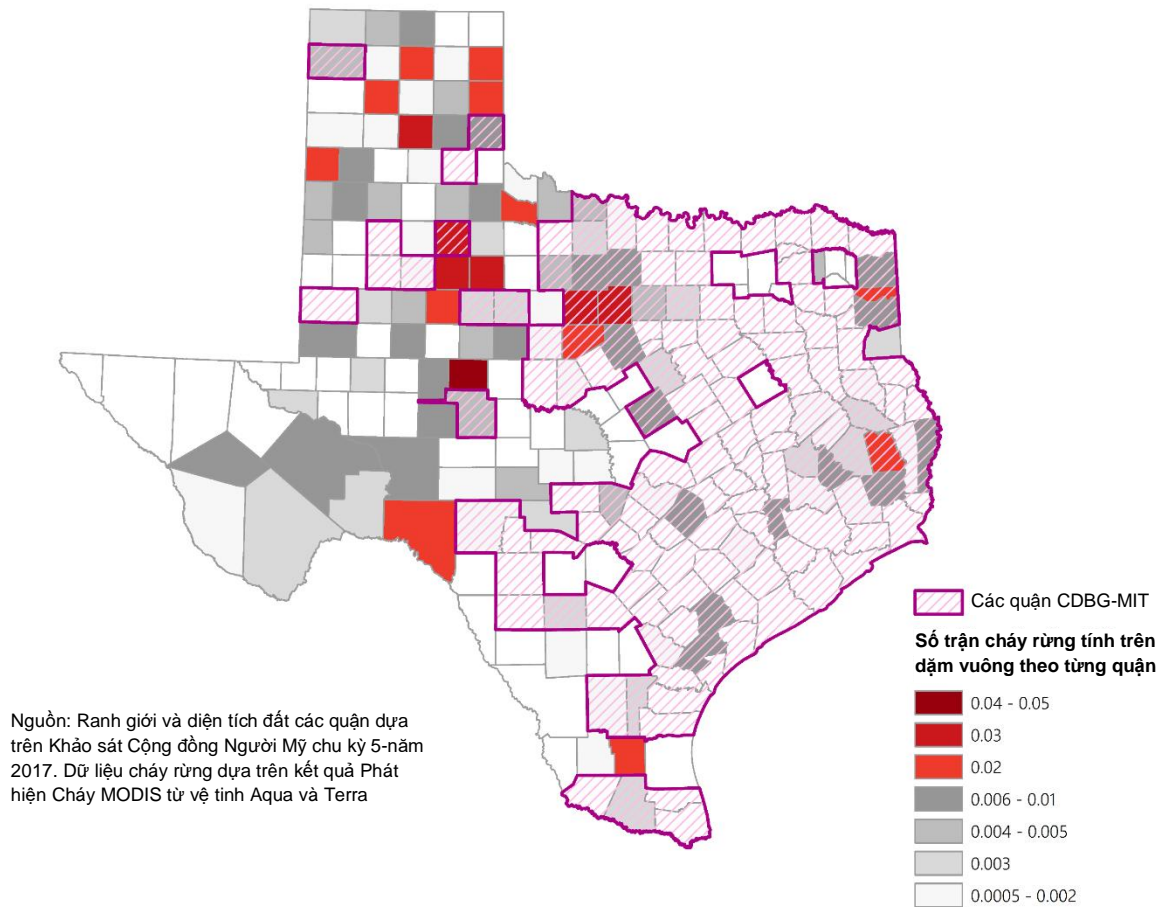 Các quận CDBG-MIT
Số trận cháy rừng tính trên
dặm vuông theo từng quận
0.04 - 0.05
0.03
0.02
0.006 - 0.01
0.004 - 0.005
0.003
0.0005 - 0.002
Nguồn: Ranh giới và diện tích đất các quận dựa
trên Khảo sát Cộng đồng Người Mỹ chu kỳ 5-năm
2017. Dữ liệu cháy rừng dựa trên kết quả Phát
hiện Cháy MODIS từ vệ tinh Aqua và Terra